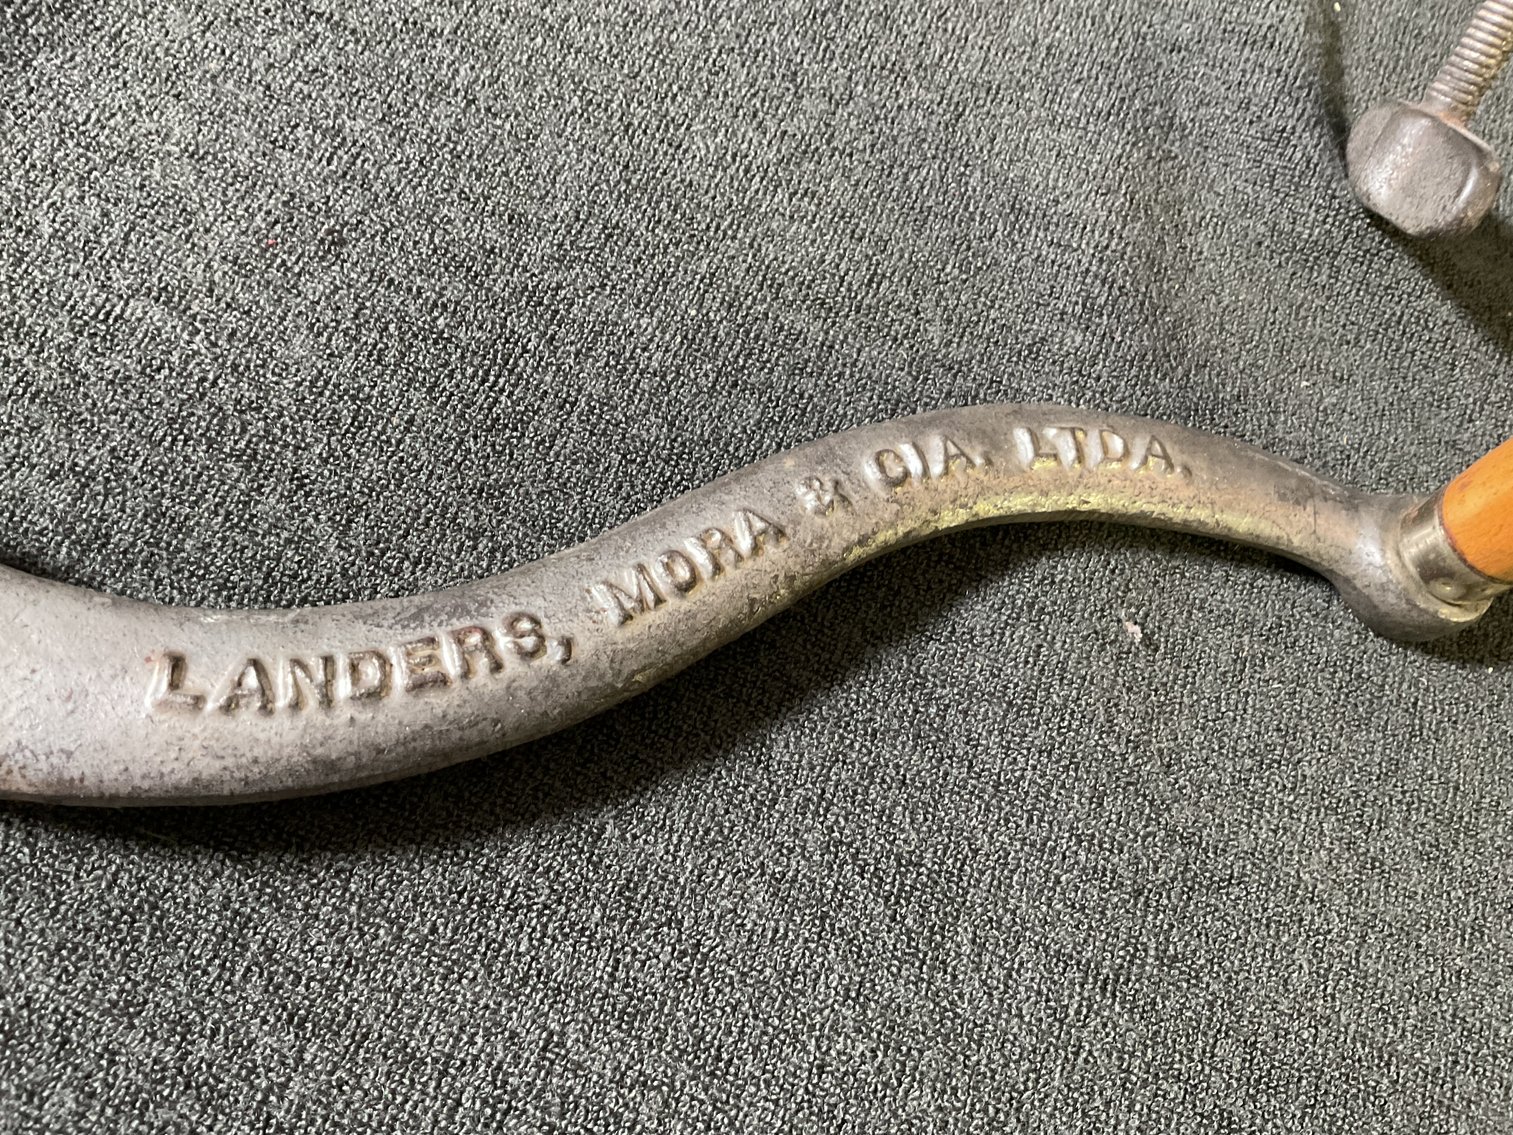 LANDERS, MORA & CIA. LTDA.